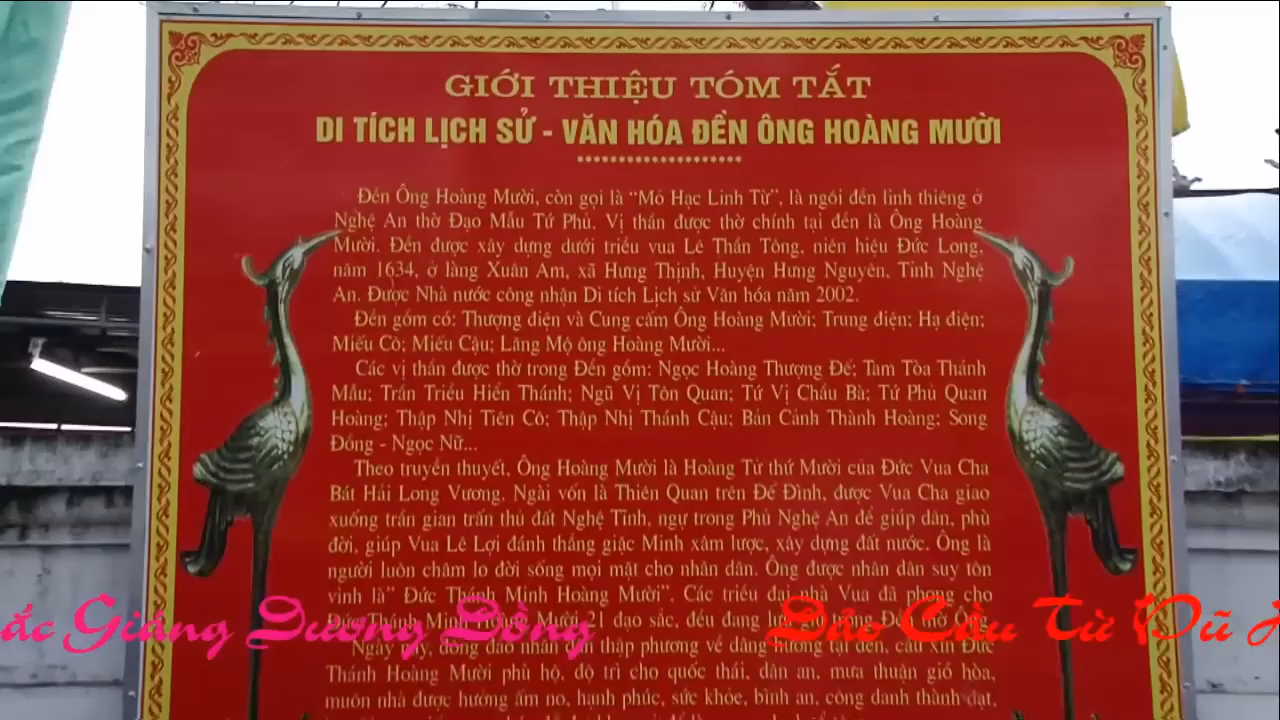 GIỚI THIỆU TÓM TẮT
DI TÍCH LỊCH SỬ - VĂN HÓA ĐỀN ÔNG HOÀNG MƯỜI
Đền Ông Hoàng Mười, còn gọi là “Mỏ Hạc Linh Từ”, là ngôi đền linh thiêng ở
Nghệ An thờ Đạo Mẫu Tứ Phủ. Vị thần được thờ chính tại đền là Ông Hoàng
Mười. Đền được xây dựng dưới triều vua Lê Thần Tông, niên hiệu Đức Long,
năm 1634, ở làng Xuân Am, xã Hưng Thịnh, Huyện Hưng Nguyên, Tỉnh Nghệ
An. Được Nhà nước công nhận Di tích Lịch sử Văn hóa năm 2002.
Đền gồm có: Thượng điện và Cung cấm Ông Hoàng Mười; Trung điện; Hạ điện;
Miếu Cô; Miếu Cậu; Lăng Mộ ông Hoàng Mười...
Các vị thần được thờ trong Đền gồm: Ngọc Hoàng Thượng Đế; Tam Tòa Thánh
Mẫu; Trần Triều Hiển Thánh; Ngũ Vị Tôn Quan; Tứ Vị Chầu Bà; Tứ Phủ Quan
Hoàng; Thập Nhị Tiên Cô; Thập Nhị Thánh Cậu; Bản Cảnh Thành Hoàng; Song
Đồng - Ngọc Nữ...
Theo truyền thuyết, Ông Hoàng Mười là Hoàng Tử thứ Mười của Đức Vua Cha
Bát Hải Long Vương. Ngài vốn là Thiên Quan trên Đế Đình, được Vua Cha giao
xuống trần gian trấn thủ đất Nghệ Tĩnh, ngự trong Phủ Nghệ An để giúp dân, phù
đời, giúp Vua Lê Lợi đánh thắng giặc Minh xâm lược, xây dựng đất nước. Ông là
người luôn chăm lo đời sống mọi mặt cho nhân dân. Ông được nhân dân suy tôn
vinh là” Đức Thánh Minh Hoàng Mười”. Các triều đại nhà Vua đã phong cho
Đức Thánh Minh Hoàng Mười 21 đạo sắc, đều đang lưu trong Đền thờ Ông.
ắc Giăng Dương Đồng
Đảo Cầu Từ Dũ
Ngày nay, đông đảo nhân dân thập phương về dâng hương tại đền, cầu xin Đức
Thánh Hoàng Mười phù hộ, độ trì cho quốc thái, dân an, mưa thuận gió hòa,
muôn nhà được hưởng ấm no, hạnh phúc, sức khỏe, bình an, công danh thành đạt,